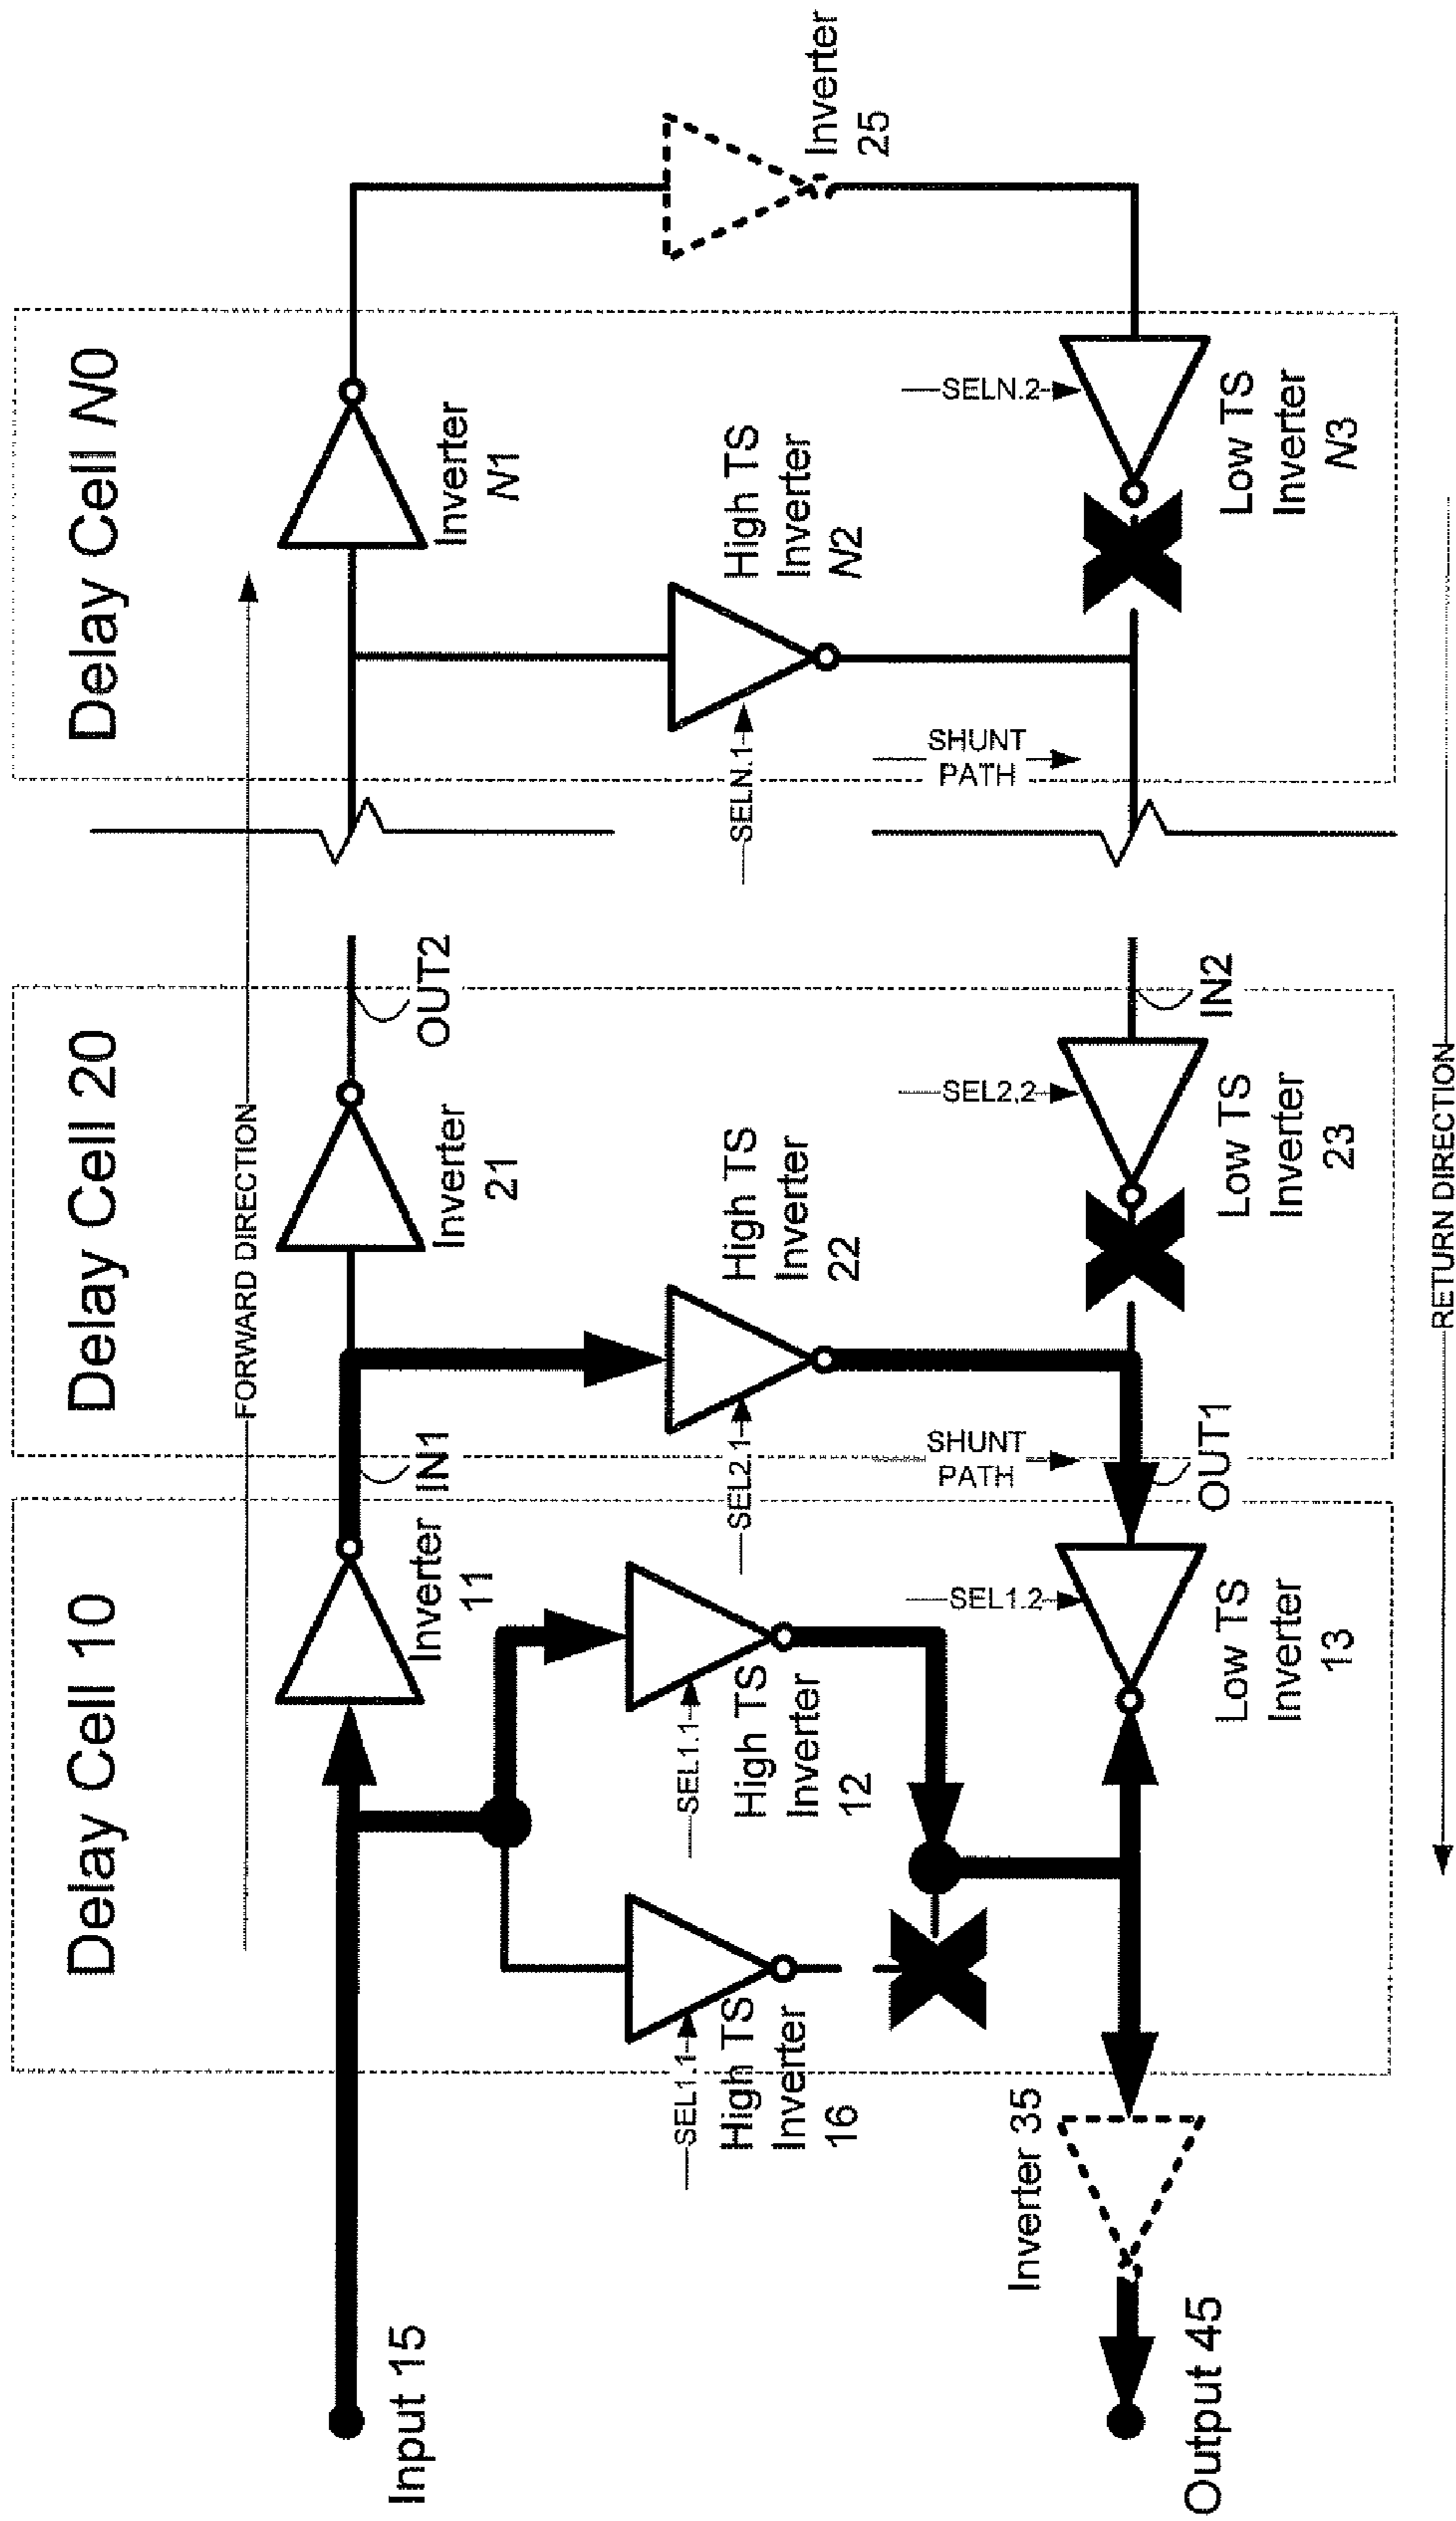 Delay Cell 10
Delay Cell 20
Delay Cell N0
FORWARD DIRECTION
Inverter
11
IN1
Inverter
21
OUT2
Inverter
N1
Inverter
25
Input 15
SEL1.1
High TS
Inverter
16
SEL1.1
High TS
Inverter
12
SEL2.1
High TS
Inverter
22
SELN.1
High TS
Inverter
N2
SHUNT
PATH
SHUNT
PATH
Inverter 35
Output 45
SEL1.2
Low TS
Inverter
13
OUT1
SEL2,2
Low TS
Inverter
23
IN2
SELN.2
Low TS
Inverter
N3
RETURN DIRECTION